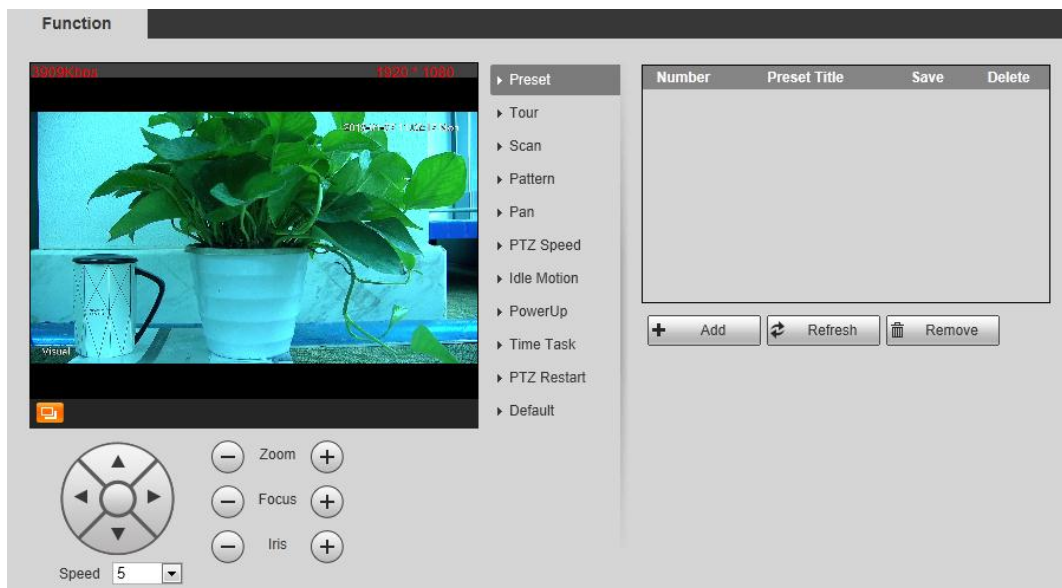 Function
3909Kbps
1920 * 1080
Visuel
Preset
Tour
Scan
Pattern
Pan
PTZ Speed
Idle Motion
PowerUp
Time Task
PTZ Restart
Default
Number Preset Title Save Delete
Add Refresh Remove
Zoom
Focus
Iris
Speed 5